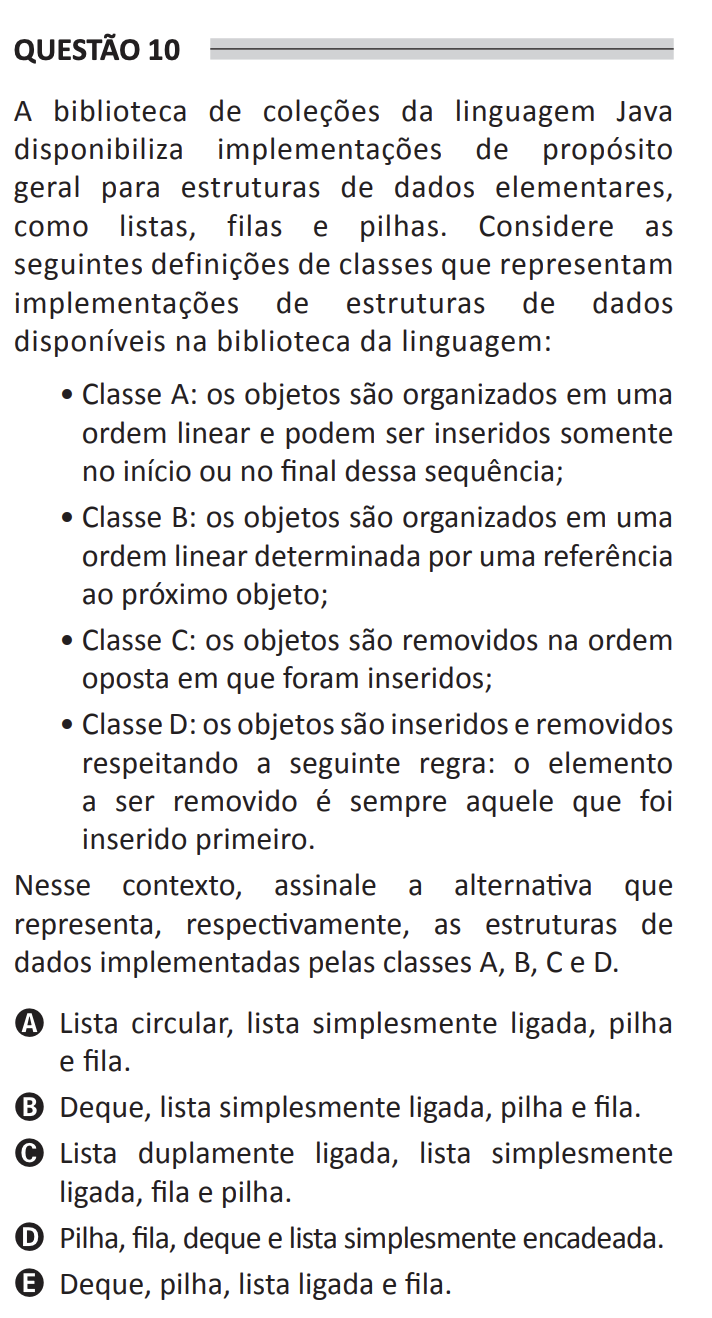 QUESTÃO 10
A biblioteca de coleções da linguagem Java
disponibiliza implementações de propósito
geral para estruturas de dados elementares,
como listas, filas e pilhas. Considere as
seguintes definições de classes que representam
implementações de estruturas de dados
disponíveis na biblioteca da linguagem:
• Classe A: os objetos são organizados em uma
ordem linear e podem ser inseridos somente
no início ou no final dessa sequência;
• Classe B: os objetos são organizados em uma
ordem linear determinada por uma referência
ao próximo objeto;
• Classe C: os objetos são removidos na ordem
oposta em que foram inseridos;
• Classe D: os objetos são inseridos e removidos
respeitando a seguinte regra: o elemento
a ser removido é sempre aquele que foi
inserido primeiro.
Nesse contexto, assinale a alternativa que
representa, respectivamente, as estruturas de
dados implementadas pelas classes A, B, C e D.
A Lista circular, lista simplesmente ligada, pilha
e fila.
B Deque, lista simplesmente ligada, pilha e fila.
C Lista duplamente ligada, lista simplesmente
ligada, fila e pilha.
D Pilha, fila, deque e lista simplesmente encadeada.
E Deque, pilha, lista ligada e fila.